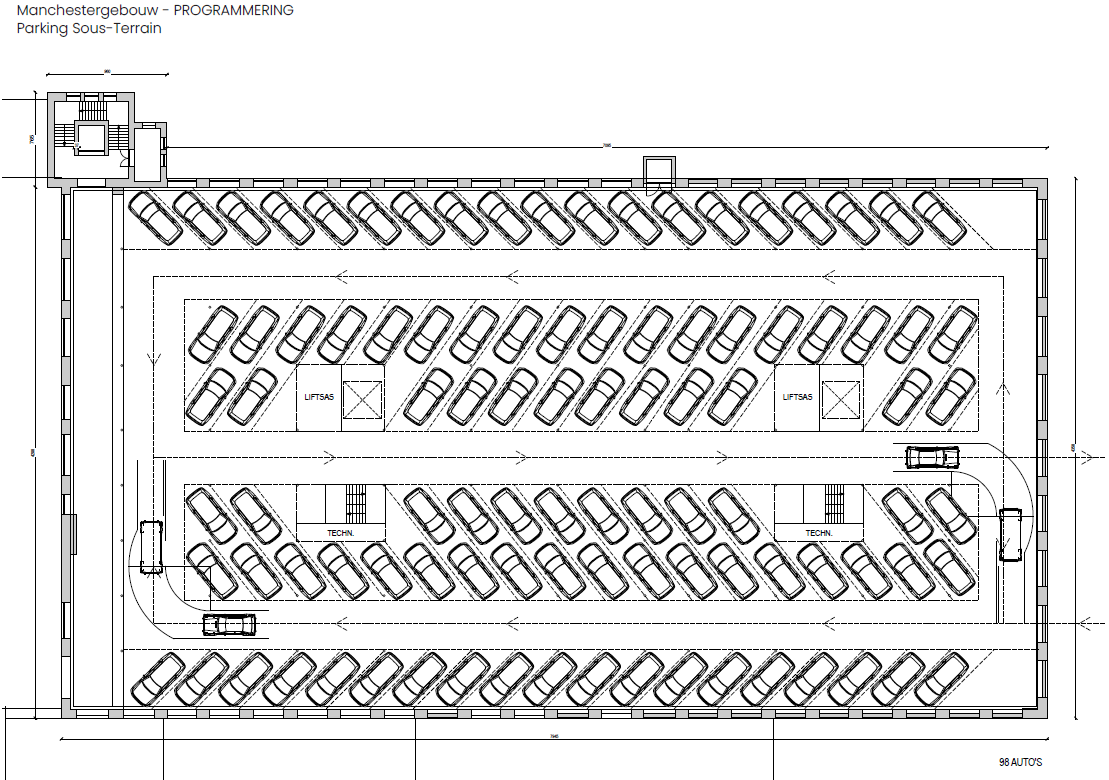 Manchestergebouw - PROGRAMMERING
Parking Sous-Terrain
LIFTSAS
LIFTSAS
TECHN.
TECHN.
98 AUTO'S